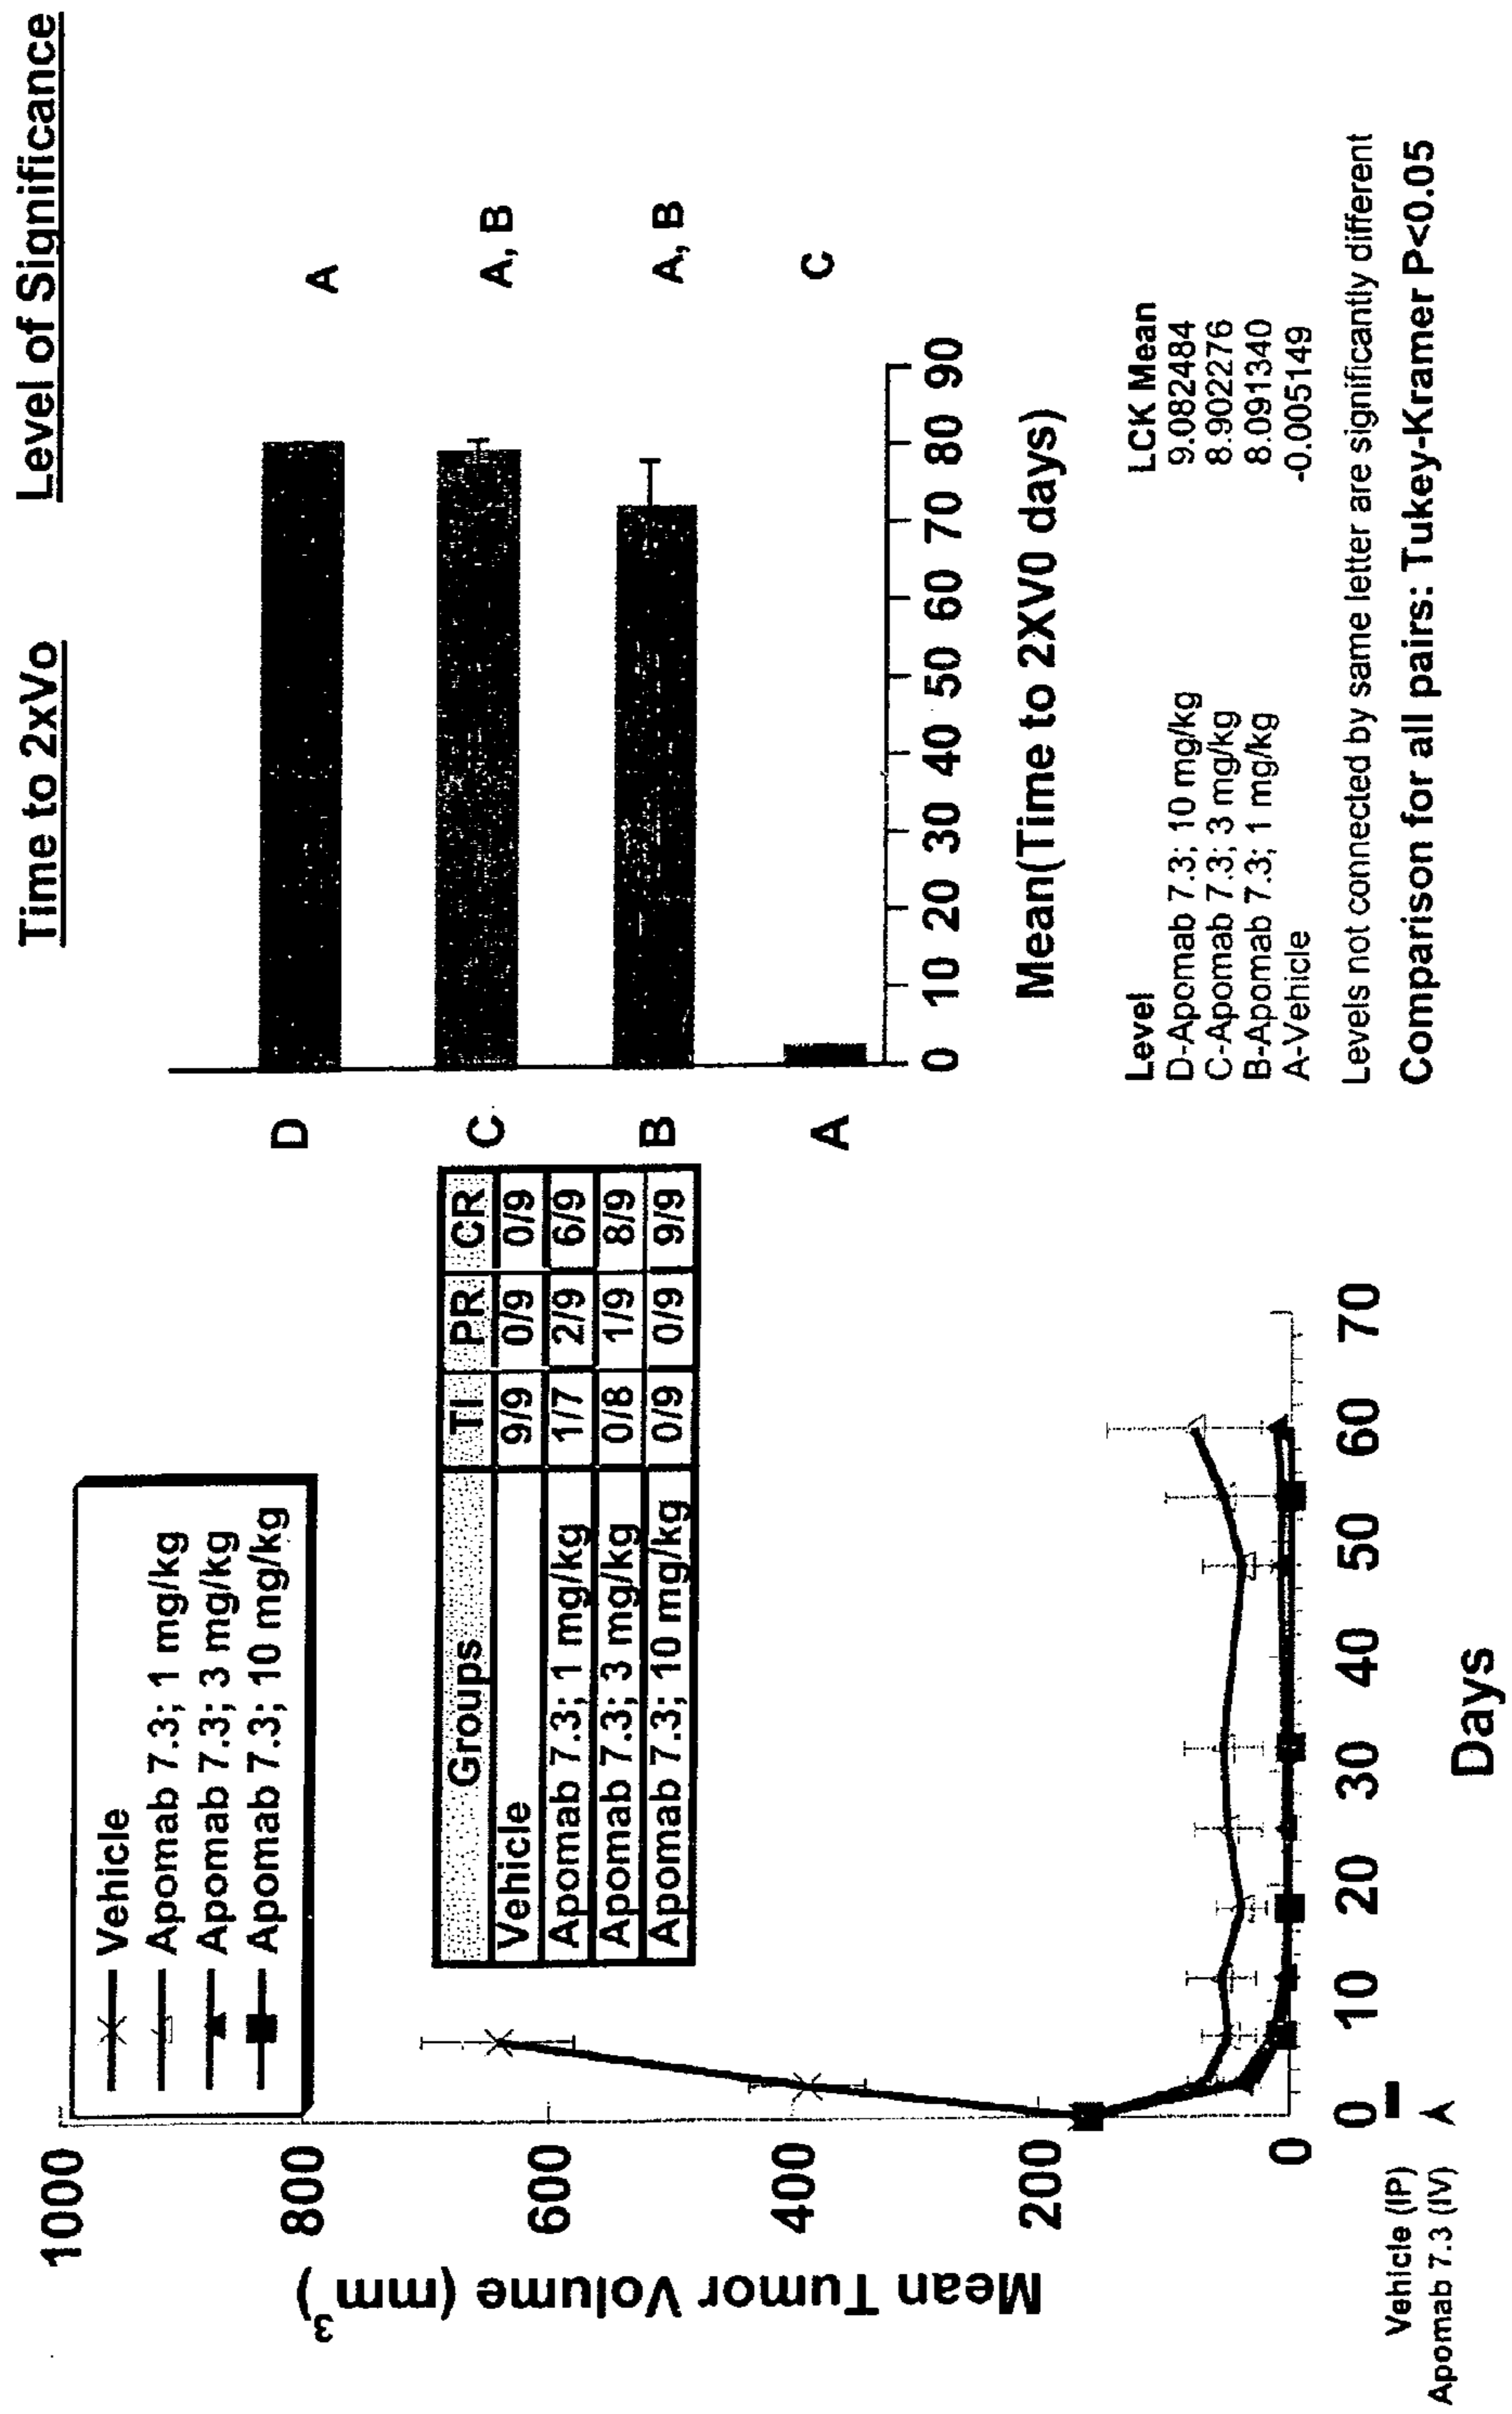 Time to 2xVo
Level of Significance
Vehicle
Apomab 7.3; 1 mg/kg
Apomab 7.3; 3 mg/kg
Apomab 7.3; 10 mg/kg
Groups TI PR CR
Vehicle 9/9 0/9 0/9
Apomab 7.3; 1 mg/kg 1/7 2/9 6/9
Apomab 7.3; 3 mg/kg 0/8 1/9 8/9
Apomab 7.3; 10 mg/kg 0/9 0/9 9/9
1000
800
600
400
200
0
Mean Tumor Volume (mm³)
0 10 20 30 40 50 60 70
Vehicle (IP)
Apomab 7.3 (IV)
Days
D A
C A, B
B A, B
A C
0 10 20 30 40 50 60 70 80 90
Mean(Time to 2XV0 days)
Level LCK Mean
D-Apomab 7.3; 10 mg/kg 9.082484
C-Apomab 7.3; 3 mg/kg 8.902276
B-Apomab 7.3; 1 mg/kg 8.091340
A-Vehicle -0.005149
Levels not connected by same letter are significantly different
Comparison for all pairs: Tukey-Kramer P<0.05